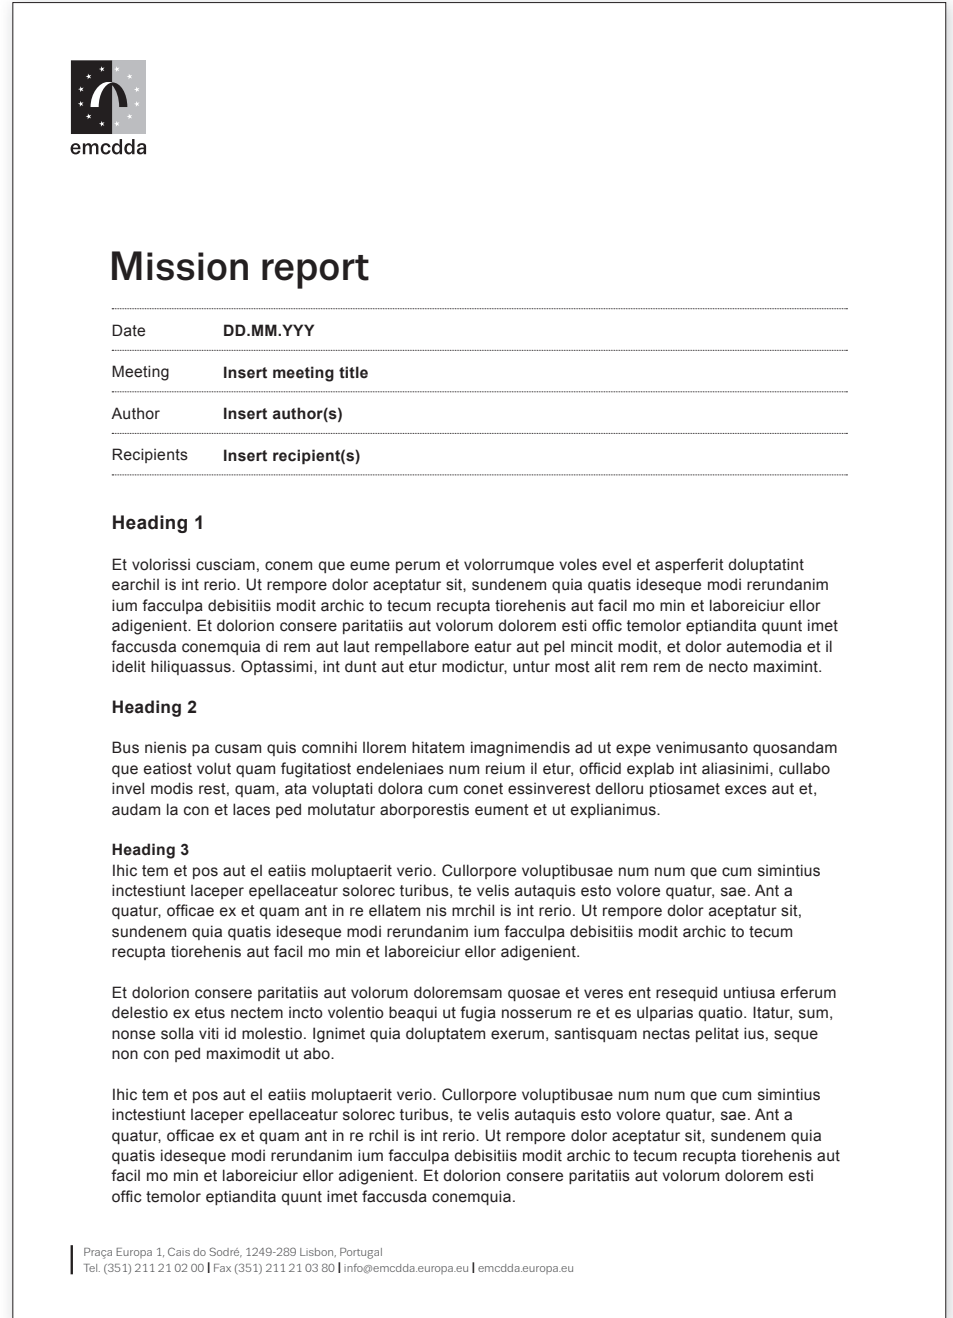 emcdda
Mission report
Date DD.MM.YYY
Meeting Insert meeting title
Author Insert author(s)
Recipients Insert recipient(s)
Heading 1
Et volorissi cusciam, conem que eume perum et volorrumque voles evel et asperferit doluptatint
earchil is int rerio. Ut rempore dolor aceptatur sit, sundenem quia quatis ideseque modi rerundanim
ium facculpa debisitiis modit archic to tecum recupta tiorehenis aut facil mo min et laboreiciur ellor
adigenient. Et dolorion consere paritatiis aut volorum dolorem esti offic temolor eptiandita quunt imet
faccusda conemquia di rem aut laut rempellabore eatur aut pel mincit modit, et dolor autemodia et il
idelit hiliquassus. Optassimi, int dunt aut etur modictur, untur most alit rem rem de necto maximint.
Heading 2
Bus nienis pa cusam quis comnihi llorem hitatem imagnimendis ad ut expe venimusanto quosandam
que eatiost volut quam fugitatiost endeleniaes num reium il etur, officid explab int aliasinimi, cullabo
invel modis rest, quam, ata voluptati dolora cum conet essinverest delloru ptiosamet exces aut et,
audam la con et laces ped molutatur aborporestis eument et ut explianimus.
Heading 3
Ihic tem et pos aut el eatiis moluptaerit verio. Cullorpore voluptibusae num num que cum simintius
inctestiunt laceper epellaceatur solorec turibus, te velis autaquis esto volore quatur, sae. Ant a
quatur, officae ex et quam ant in re ellatem nis mrchil is int rerio. Ut rempore dolor aceptatur sit,
sundenem quia quatis ideseque modi rerundanim ium facculpa debisitiis modit archic to tecum
recupta tiorehenis aut facil mo min et laboreiciur ellor adigenient.
Et dolorion consere paritatiis aut volorum doloremsam quosae et veres ent resequid untiusa erferum
delestio ex etus nectem incto volentio beaqui ut fugia nosserum re et es ulparias quatio. Itatur, sum,
nonse solla viti id molestio. Ignimet quia doluptatem exerum, santisquam nectas pelitat ius, seque
non con ped maximodit ut abo.
Ihic tem et pos aut el eatiis moluptaerit verio. Cullorpore voluptibusae num num que cum simintius
inctestiunt laceper epellaceatur solorec turibus, te velis autaquis esto volore quatur, sae. Ant a
quatur, officae ex et quam ant in re rchil is int rerio. Ut rempore dolor aceptatur sit, sundenem quia
quatis ideseque modi rerundanim ium facculpa debisitiis modit archic to tecum recupta tiorehenis aut
facil mo min et laboreiciur ellor adigenient. Et dolorion consere paritatiis aut volorum dolorem esti
offic temolor eptiandita quunt imet faccusda conemquia.
Praça Europa 1, Cais do Sodré, 1249-289 Lisbon, Portugal
Tel. (351) 211 21 02 00 | Fax (351) 211 21 03 80 | info@emcdda.europa.eu | emcdda.europa.eu